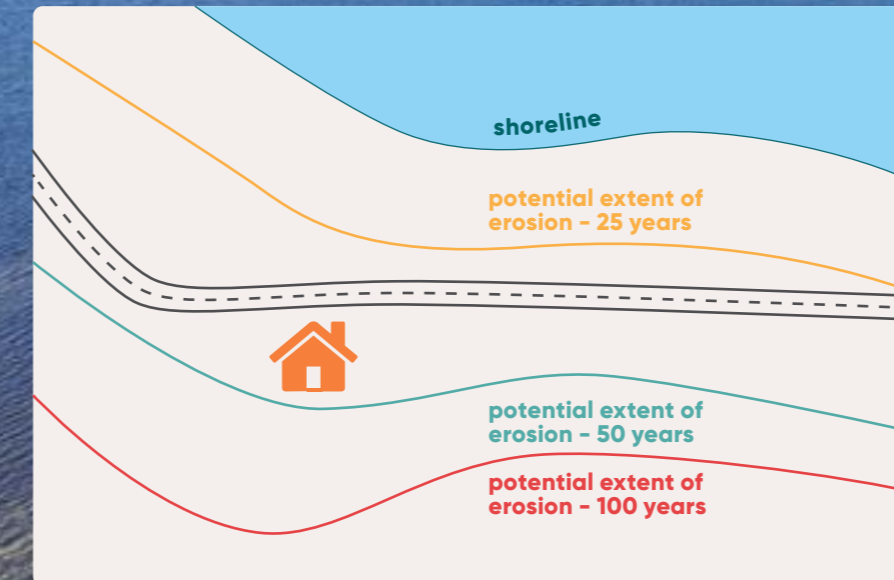 shoreline
potential extent of
erosion - 25 years
potential extent of
erosion - 50 years
potential extent of
erosion - 100 years